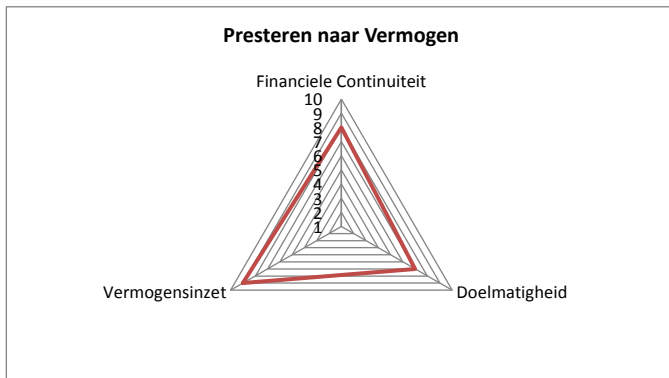 Presteren naar Vermogen
Financiele Continuiteit
10
9
8
7
6
5
4
3
2
1
Vermogensinzet
Doelmatigheid